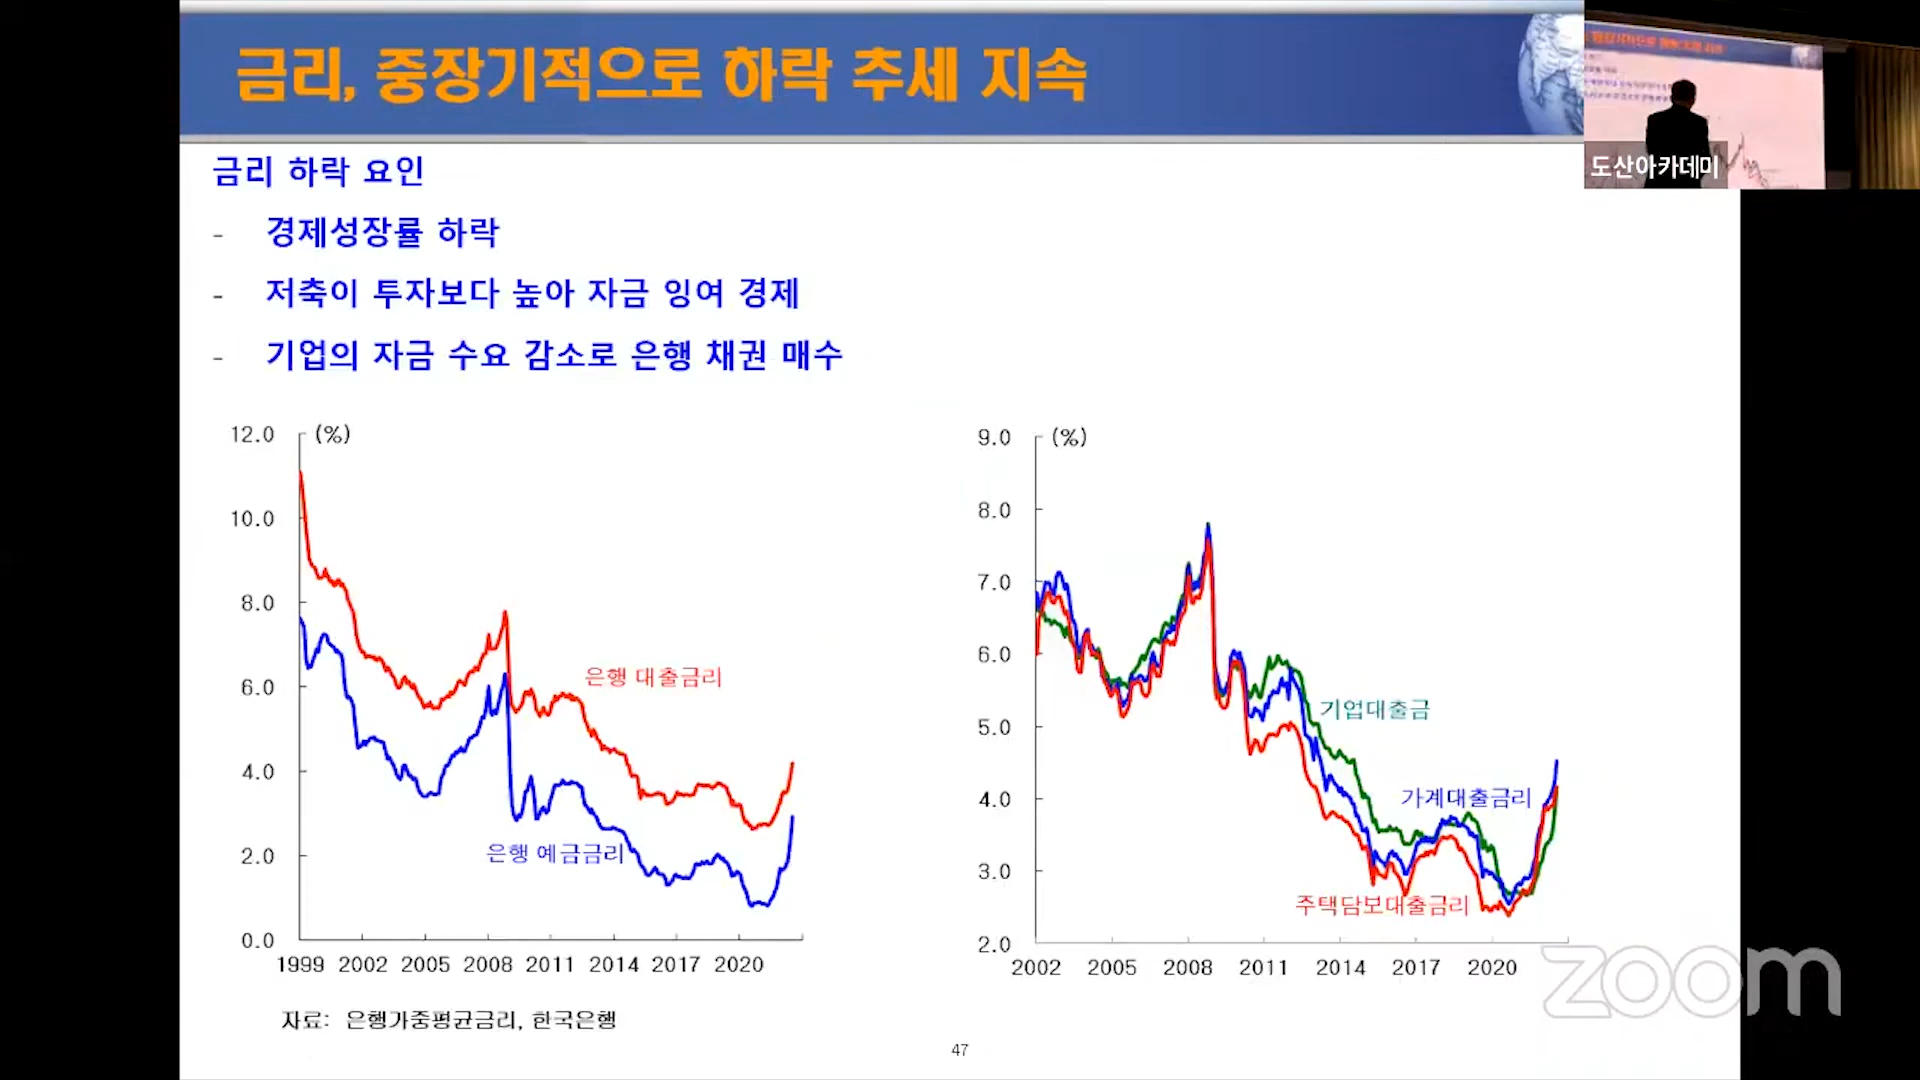 금리, 중장기적으로 하락 추세 지속
도산아카데미
금리 하락 요인
- 경제성장률 하락
- 저축이 투자보다 높아 자금 잉여 경제
- 기업의 자금 수요 감소로 은행 채권 매수
(%)
12.0
10.0
8.0
6.0
4.0
2.0
0.0
은행 대출금리
은행 예금금리
1999 2002 2005 2008 2011 2014 2017 2020
(%)
9.0
8.0
7.0
6.0
5.0
4.0
3.0
2.0
기업대출금
가계대출금리
주택담보대출금리
2002 2005 2008 2011 2014 2017 2020
자료: 은행가중평균금리, 한국은행
47
zoom